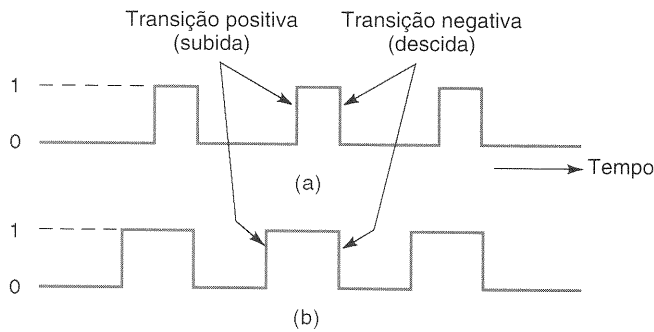 Transição positiva
(subida)
Transição negativa
(descida)
1
0
(a)
Tempo
1
0
(b)